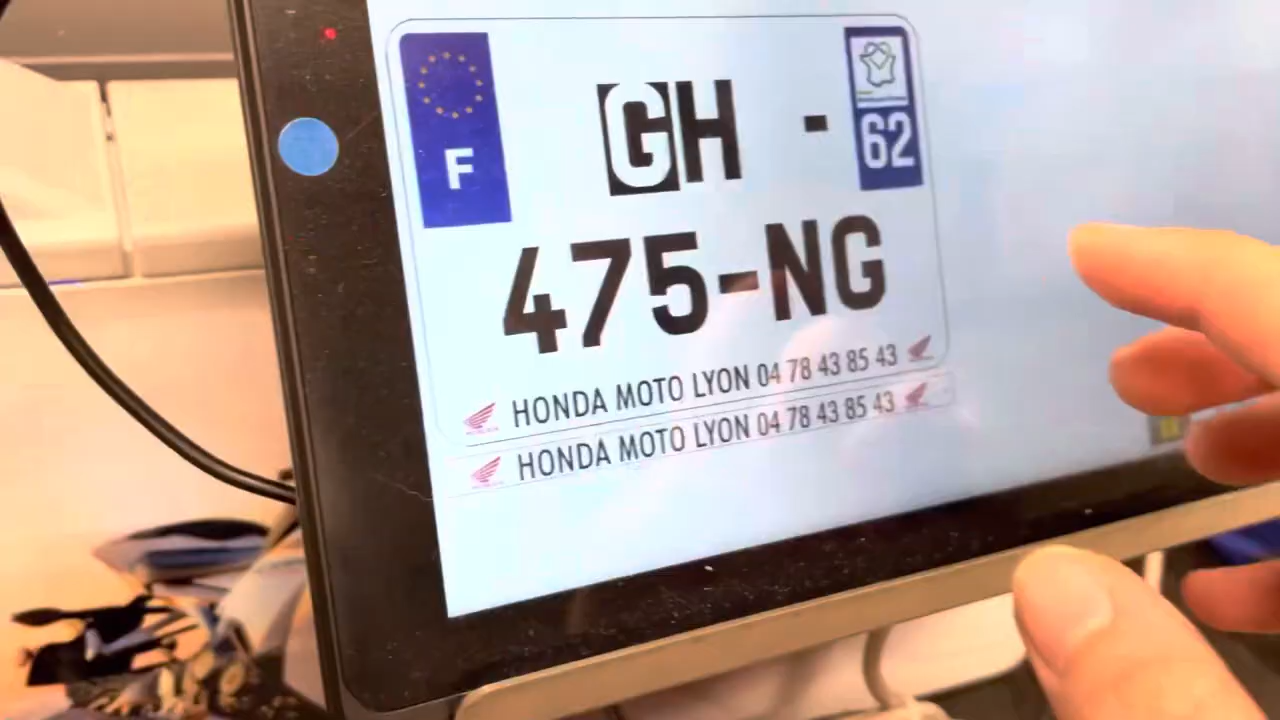 F
GH -
62
475-NG
HONDA MOTO LYON 04 78 43 85 43
HONDA MOTO LYON 04 78 43 85 43